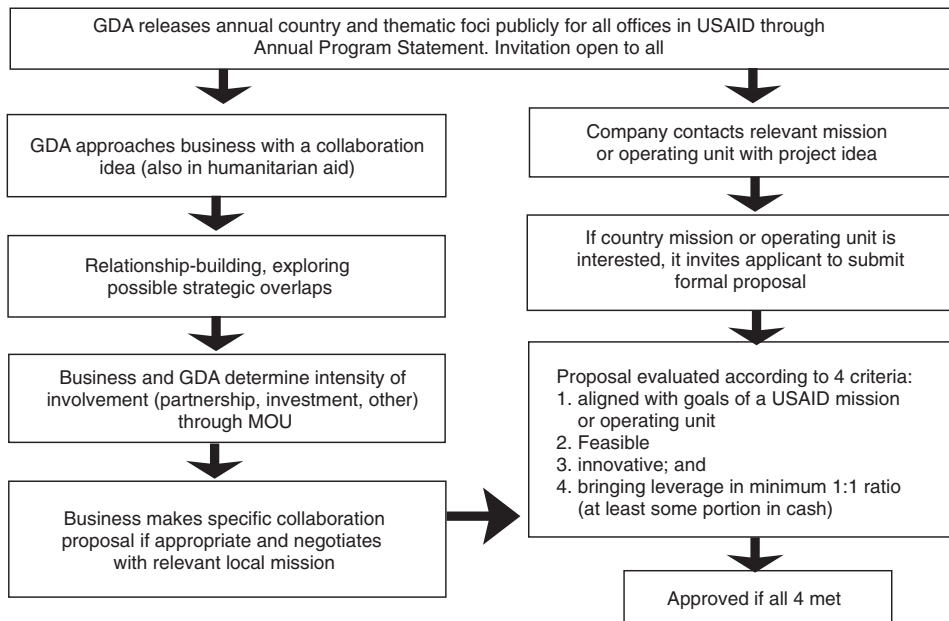 GDA releases annual country and thematic foci publicly for all offices in USAID through
Annual Program Statement. Invitation open to all
GDA approaches business with a collaboration
idea (also in humanitarian aid)
Relationship-building, exploring
possible strategic overlaps
Business and GDA determine intensity of
involvement (partnership, investment, other)
through MOU
Business makes specific collaboration
proposal if appropriate and negotiates
with relevant local mission
Company contacts relevant mission
or operating unit with project idea
If country mission or operating unit is
interested, it invites applicant to submit
formal proposal
Proposal evaluated according to 4 criteria:
1. aligned with goals of a USAID mission
or operating unit
2. Feasible
3. innovative; and
4. bringing leverage in minimum 1:1 ratio
(at least some portion in cash)
Approved if all 4 met